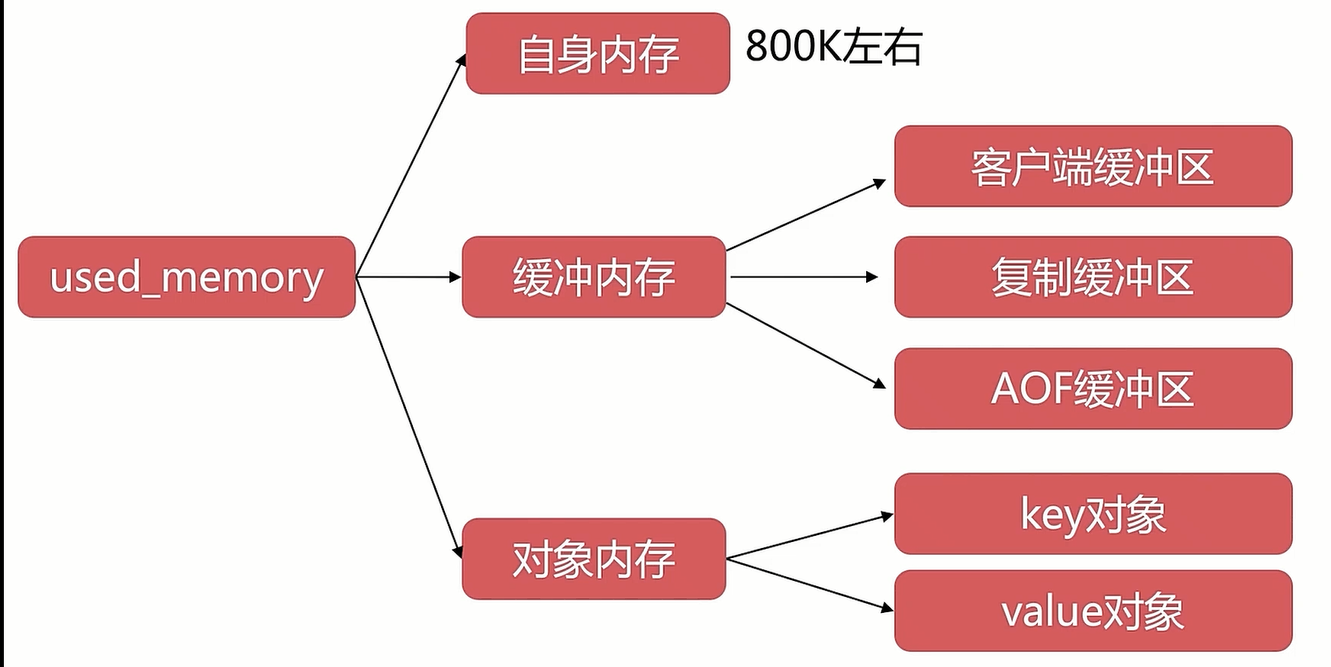 自身内存
800K左右
客户端缓冲区
used_memory
缓冲内存
复制缓冲区
AOF缓冲区
对象内存
key对象
value对象